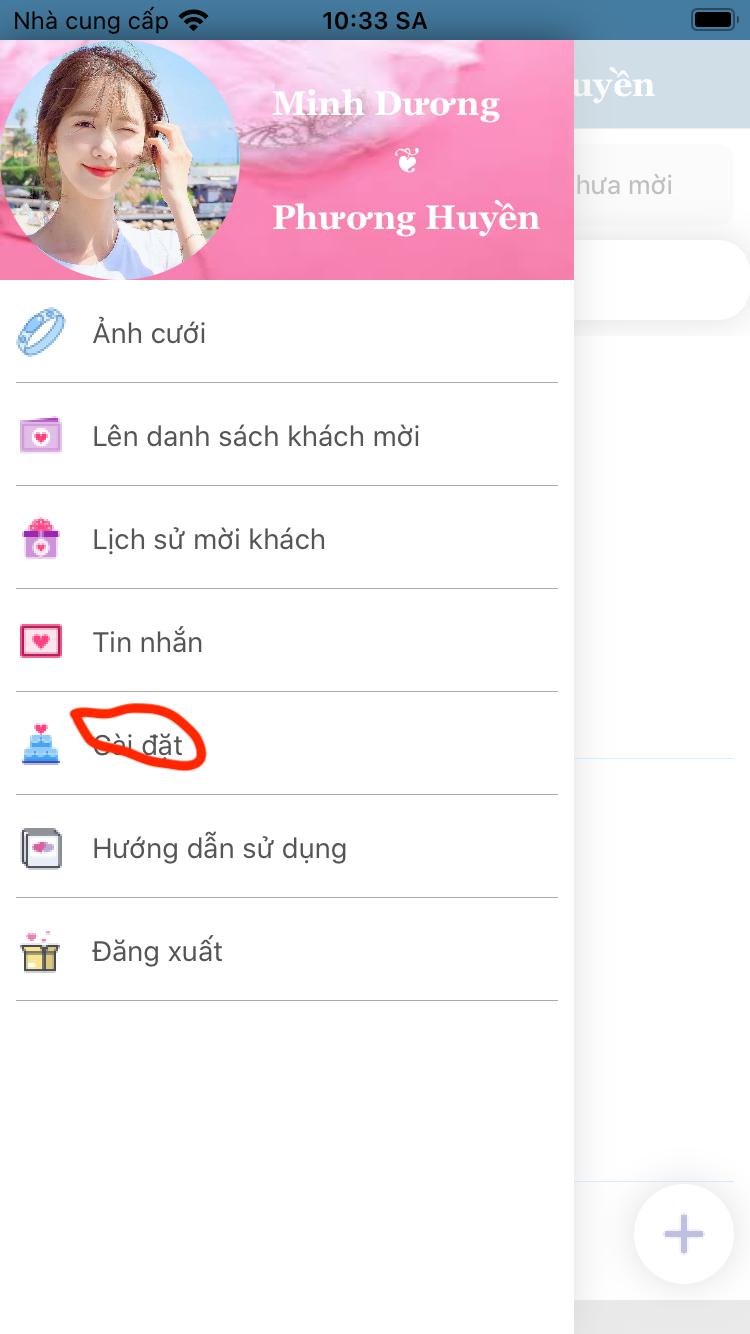 Nhà cung cấp 10:33 SA
Minh Dương
❦
Phương Huyền
Ảnh cưới
Lên danh sách khách mời
Lịch sử mời khách
Tin nhắn
Cài đặt
Hướng dẫn sử dụng
Đăng xuất
uyền
hưa mời
+